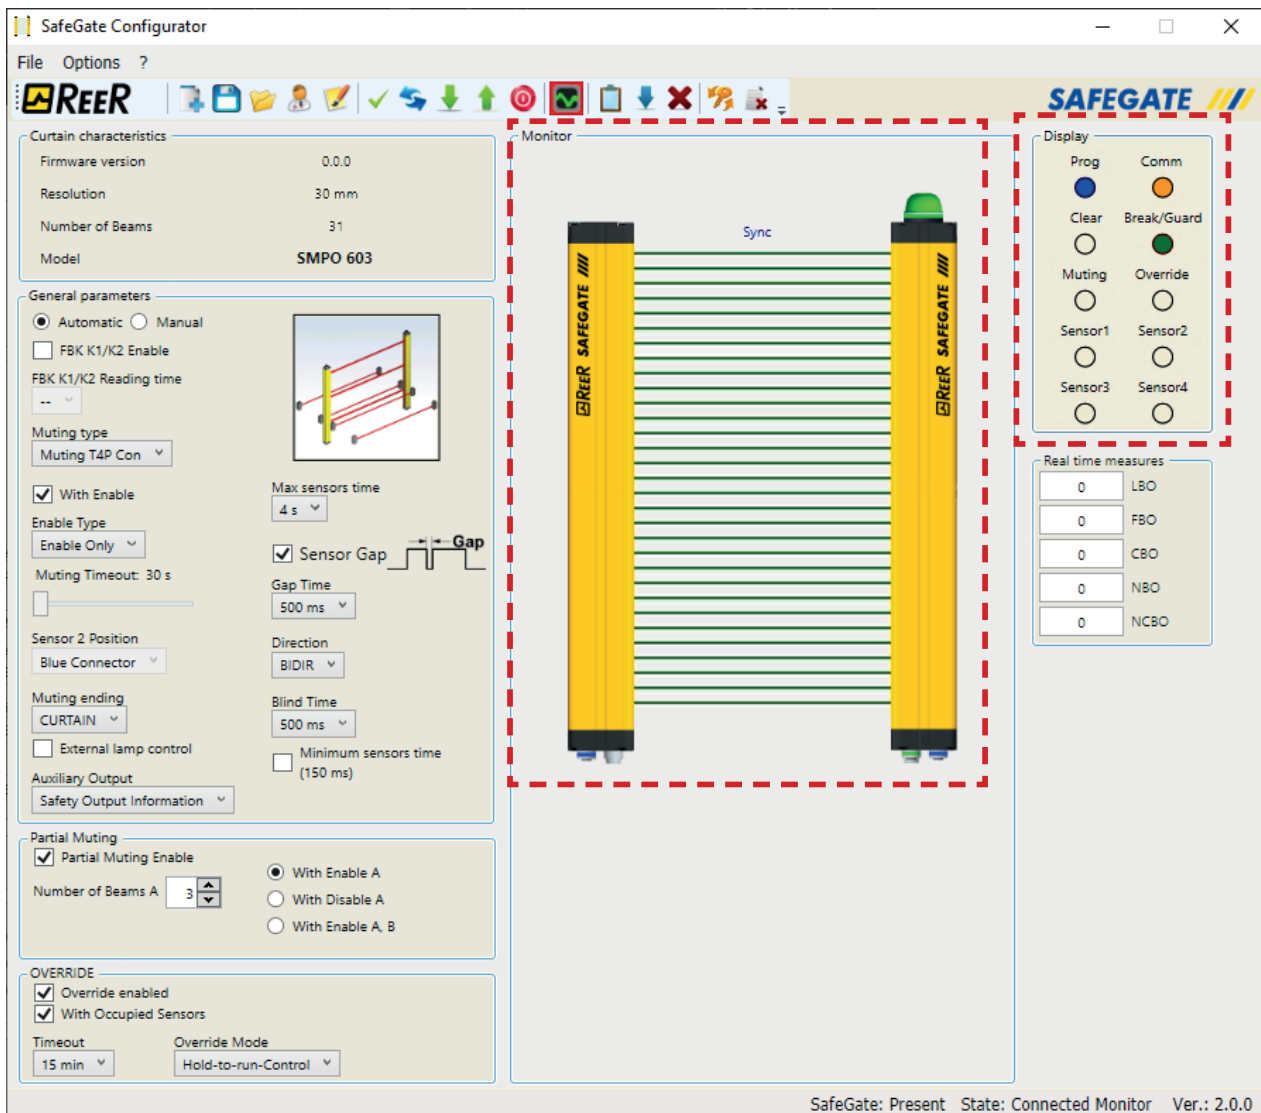 SafeGate Configurator
File Options ?
REER
SAFEGATE
Curtain characteristics
Firmware version 0.0.0
Resolution 30 mm
Number of Beams 31
Model SMPO 603
General parameters
Automatic Manual
FBK K1/K2 Enable
FBK K1/K2 Reading time
--
Muting type
Muting T4P Con
With Enable
Enable Type
Enable Only
Muting Timeout: 30 s
Sensor 2 Position
Blue Connector
Muting ending
CURTAIN
External lamp control
Auxiliary Output
Safety Output Information
Max sensors time
4 s
Sensor Gap
Gap
Gap Time
500 ms
Direction
BIDIR
Blind Time
500 ms
Minimum sensors time
(150 ms)
Partial Muting
Partial Muting Enable
Number of Beams A 3
With Enable A
With Disable A
With Enable A, B
OVERRIDE
Override enabled
With Occupied Sensors
Timeout
15 min
Override Mode
Hold-to-run-Control
Monitor
Sync
REER SAFEGATE
REER SAFEGATE
Display
Prog Comm
Clear Break/Guard
Muting Override
Sensor1 Sensor2
Sensor3 Sensor4
Real time measures
0 LBO
0 FBO
0 CBO
0 NBO
0 NCBO
SafeGate: Present State: Connected Monitor Ver.: 2.0.0